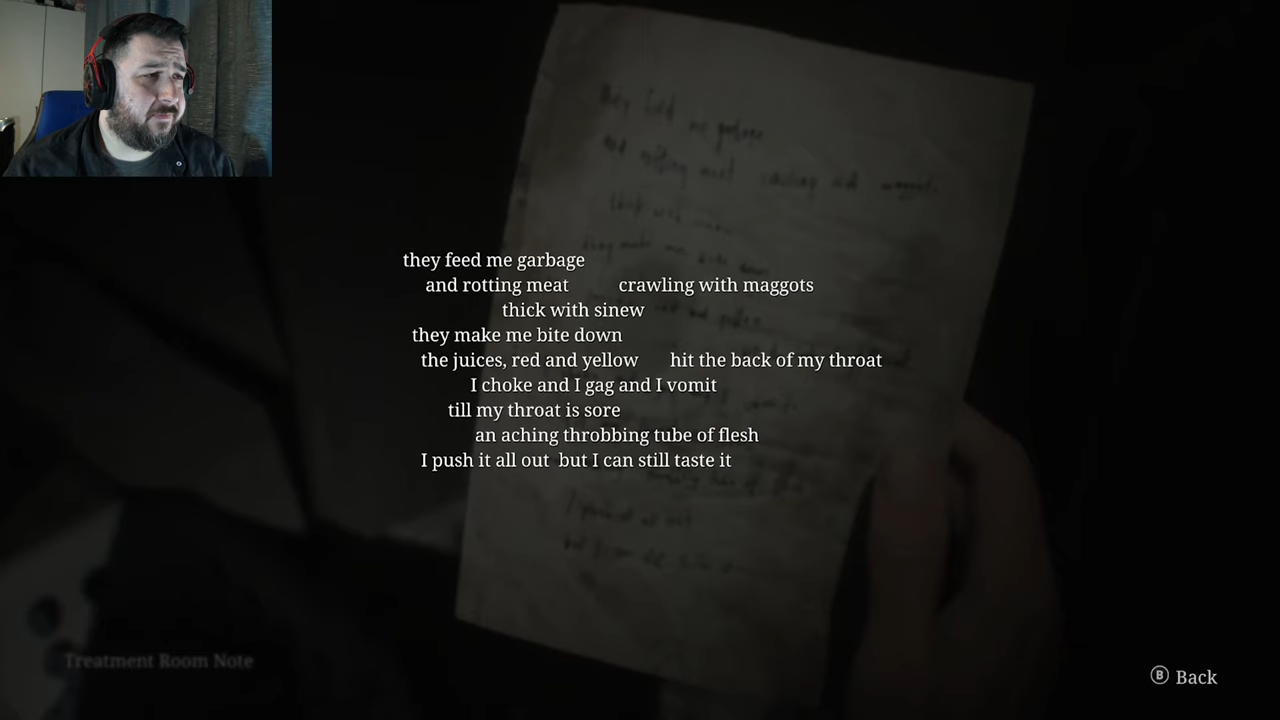 they feed me garbage
and rotting meat crawling with maggots
thick with sinew
they make me bite down
the juices, red and yellow hit the back of my throat
I choke and I gag and I vomit
till my throat is sore
an aching throbbing tube of flesh
I push it all out but I can still taste it
Treatment Room Note
B Back